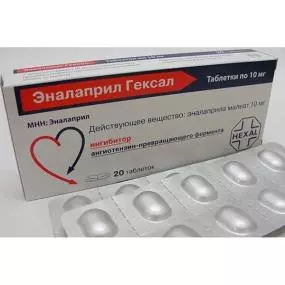 Эналаприл Гексал
Таблетки по 10 мг
МНН: Эналаприл
Действующее вещество: эналаприла малеат 10 мг
ингибитор
ангиотензин-превращающего фермента
HEXAL
20 таблеток